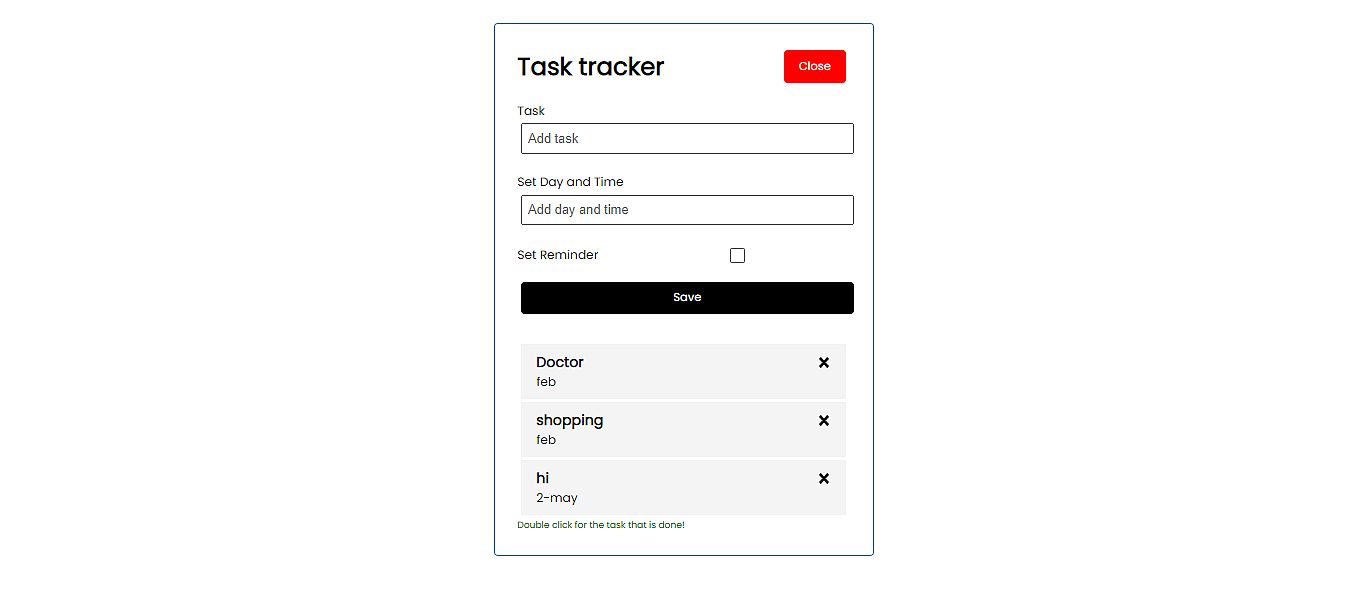 Task tracker
Close
Task
Add task
Set Day and Time
Add day and time
Set Reminder
Save
Doctor
feb
shopping
feb
hi
2-may
Double click for the task that is done!